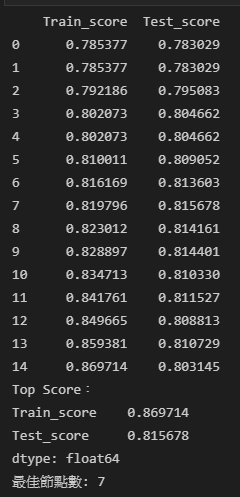 Train_score Test_score
0 0.785377 0.783029
1 0.785377 0.783029
2 0.792186 0.795083
3 0.802073 0.804662
4 0.802073 0.804662
5 0.810011 0.809052
6 0.816169 0.813603
7 0.819796 0.815678
8 0.823012 0.814161
9 0.828897 0.814401
10 0.834713 0.810330
11 0.841761 0.811527
12 0.849665 0.808813
13 0.859381 0.810729
14 0.869714 0.803145
Top Score：
Train_score 0.869714
Test_score 0.815678
dtype: float64
最佳節點數: 7